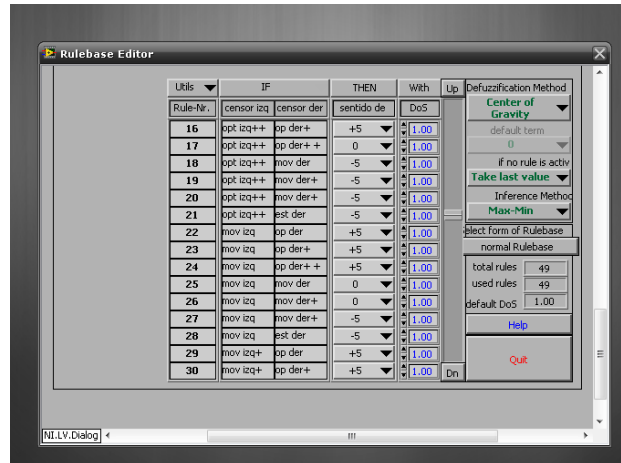 Rulebase Editor
Utils IF THEN With Up Defuzzification Method
Rule-Nr. censor izq censor der sentido de DoS Center of Gravity
16 opt izq++ op der+ +5 1.00 default term
17 opt izq++ op der+ + 0 1.00 0
18 opt izq++ mov der -5 1.00 if no rule is activ
19 opt izq++ mov der+ -5 1.00 Take last value
20 opt izq++ mov der+ -5 1.00 Inference Method
21 opt izq++ est der -5 1.00 Max-Min
22 mov izq op der +5 1.00 elect form of Rulebase
23 mov izq op der+ +5 1.00 normal Rulebase
24 mov izq op der+ + +5 1.00 total rules 49
25 mov izq mov der 0 1.00 used rules 49
26 mov izq mov der+ 0 1.00 default DoS 1.00
27 mov izq mov der+ -5 1.00 Help
28 mov izq est der -5 1.00
29 mov izq+ op der +5 1.00 Quit
30 mov izq+ op der+ +5 1.00 Dn
NI.LV.Dialog